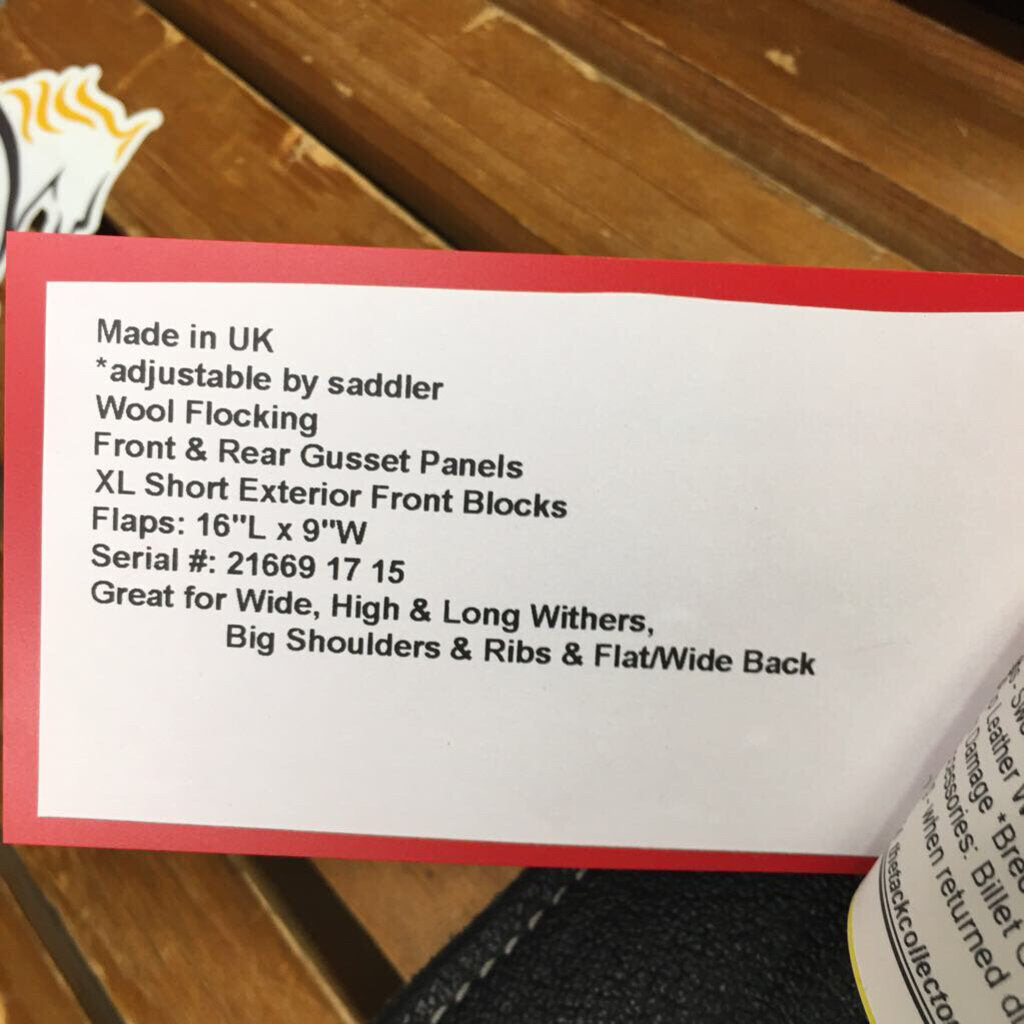 Made in UK
*adjustable by saddler
Wool Flocking
Front & Rear Gusset Panels
XL Short Exterior Front Blocks
Flaps: 16"L x 9"W
Serial #: 21669 17 15
Great for Wide, High & Long Withers,
Big Shoulders & Ribs & Flat/Wide Back
Leather
Damage *
Billet
- when returned